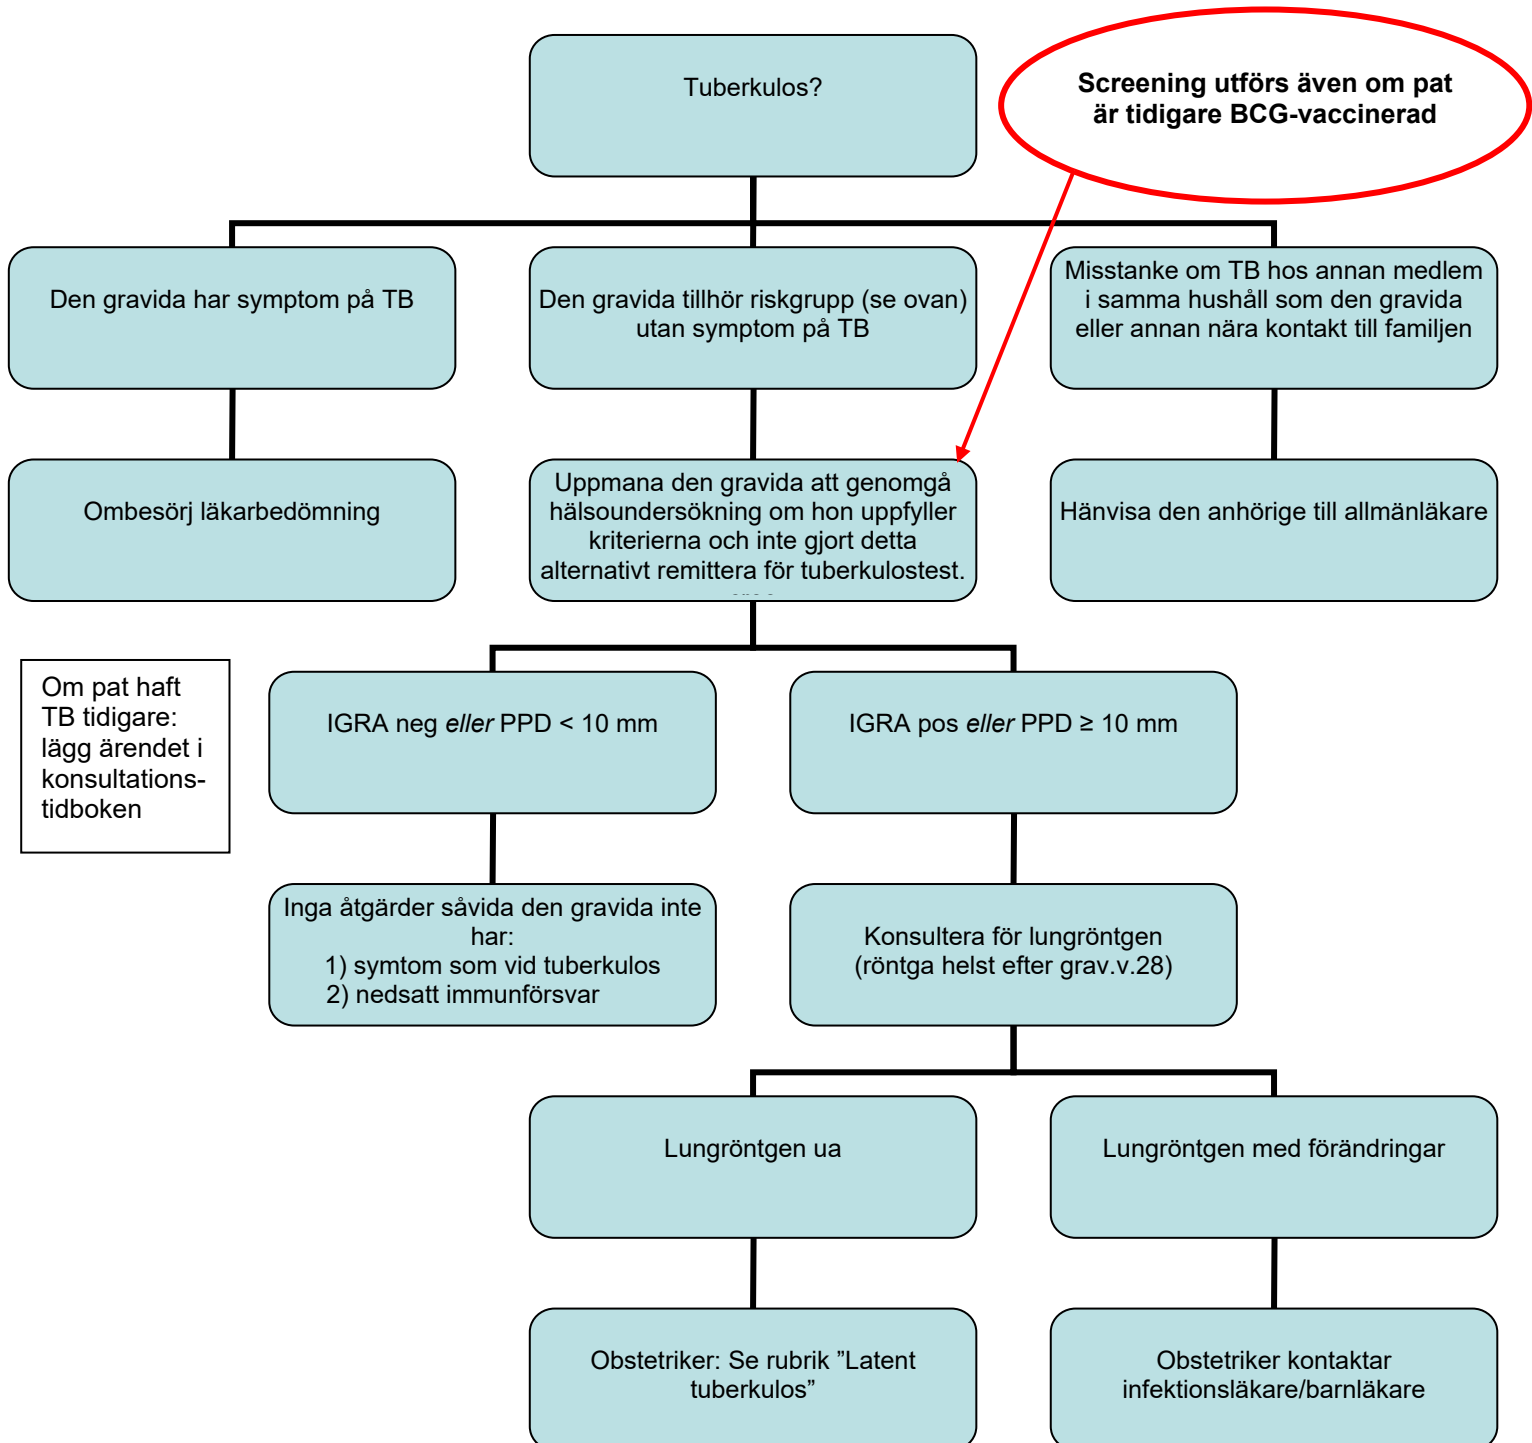 Tuberkulos?
Screening utförs även om pat
är tidigare BCG-vaccinerad
Den gravida har symptom på TB
Den gravida tillhör riskgrupp (se ovan)
utan symptom på TB
Misstanke om TB hos annan medlem
i samma hushåll som den gravida
eller annan nära kontakt till familjen
Ombesörj läkarbedömning
Uppmana den gravida att genomgå
hälsoundersökning om hon uppfyller
kriterierna och inte gjort detta
alternativt remittera för tuberkulostest.
Hänvisa den anhörige till allmänläkare
Om pat haft
TB tidigare:
lägg ärendet i
konsultations-
tidboken
IGRA neg eller PPD < 10 mm
IGRA pos eller PPD ≥ 10 mm
Inga åtgärder såvida den gravida inte
har:
1) symtom som vid tuberkulos
2) nedsatt immunförsvar
Konsultera för lungröntgen
(röntga helst efter grav.v.28)
Lungröntgen ua
Lungröntgen med förändringar
Obstetriker: Se rubrik ”Latent
tuberkulos”
Obstetriker kontaktar
infektionsläkare/barnläkare